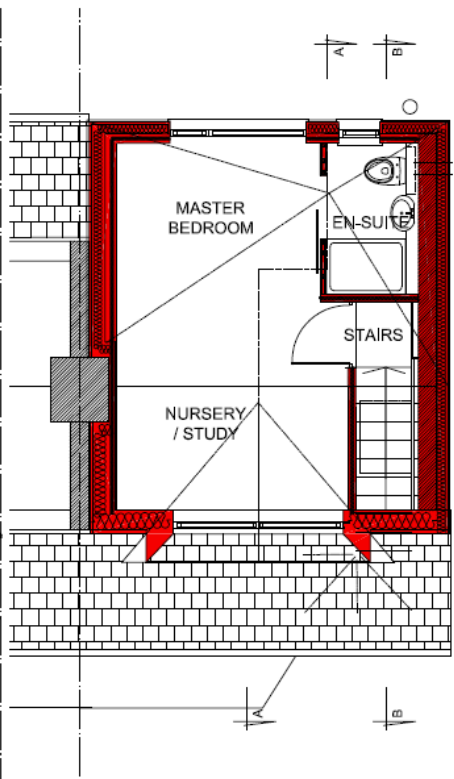 A
B
MASTER
BEDROOM
EN-SUITE
STAIRS
NURSERY
/ STUDY
A
B